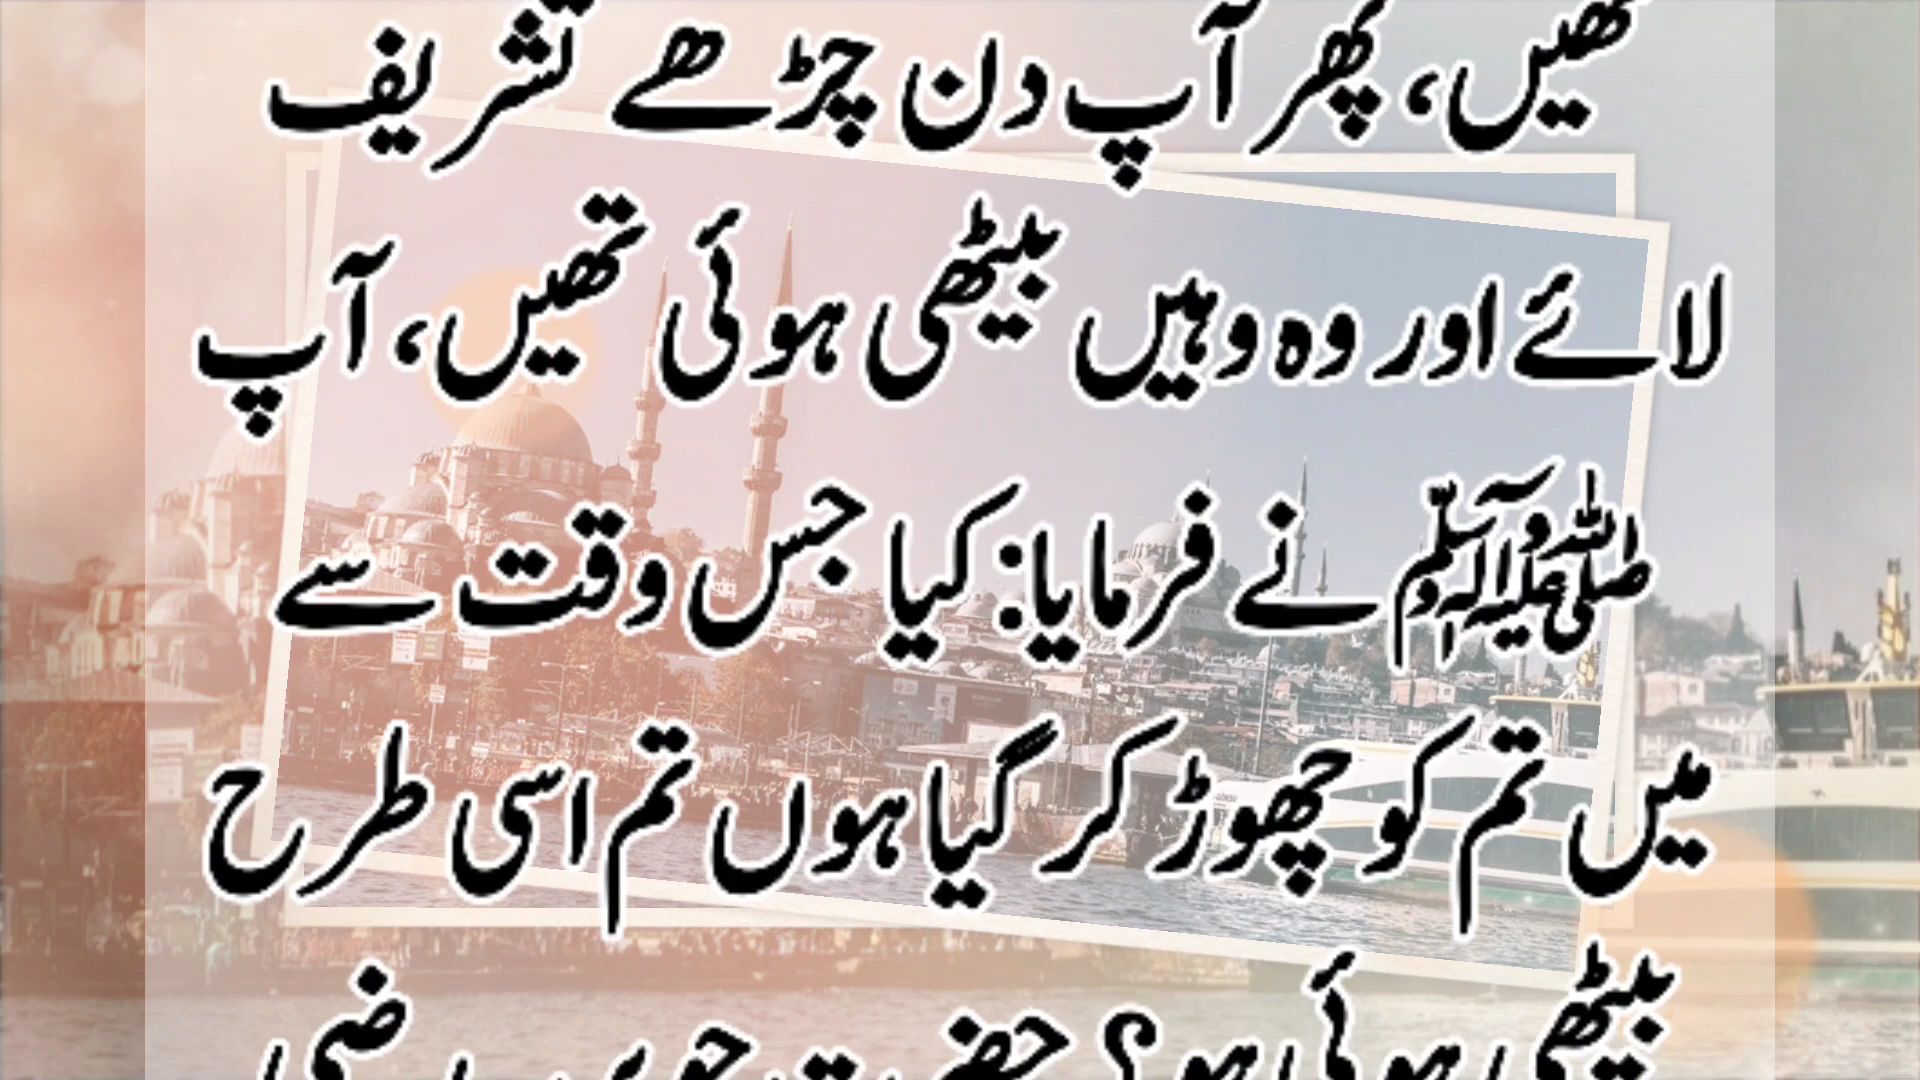 تھیں، پھر آپ دن چڑھے تشریف
لائے اور وہ وہیں بیٹھی ہوئی تھیں، آپ
صلی اللہ علیہ وآلہ وسلم نے فرمایا: کیا جس وقت سے
میں تم کو چھوڑ کر گیا ہوں تم اسی طرح
بیٹھی ہوئی ہو؟ حضرت جویریہ رضی